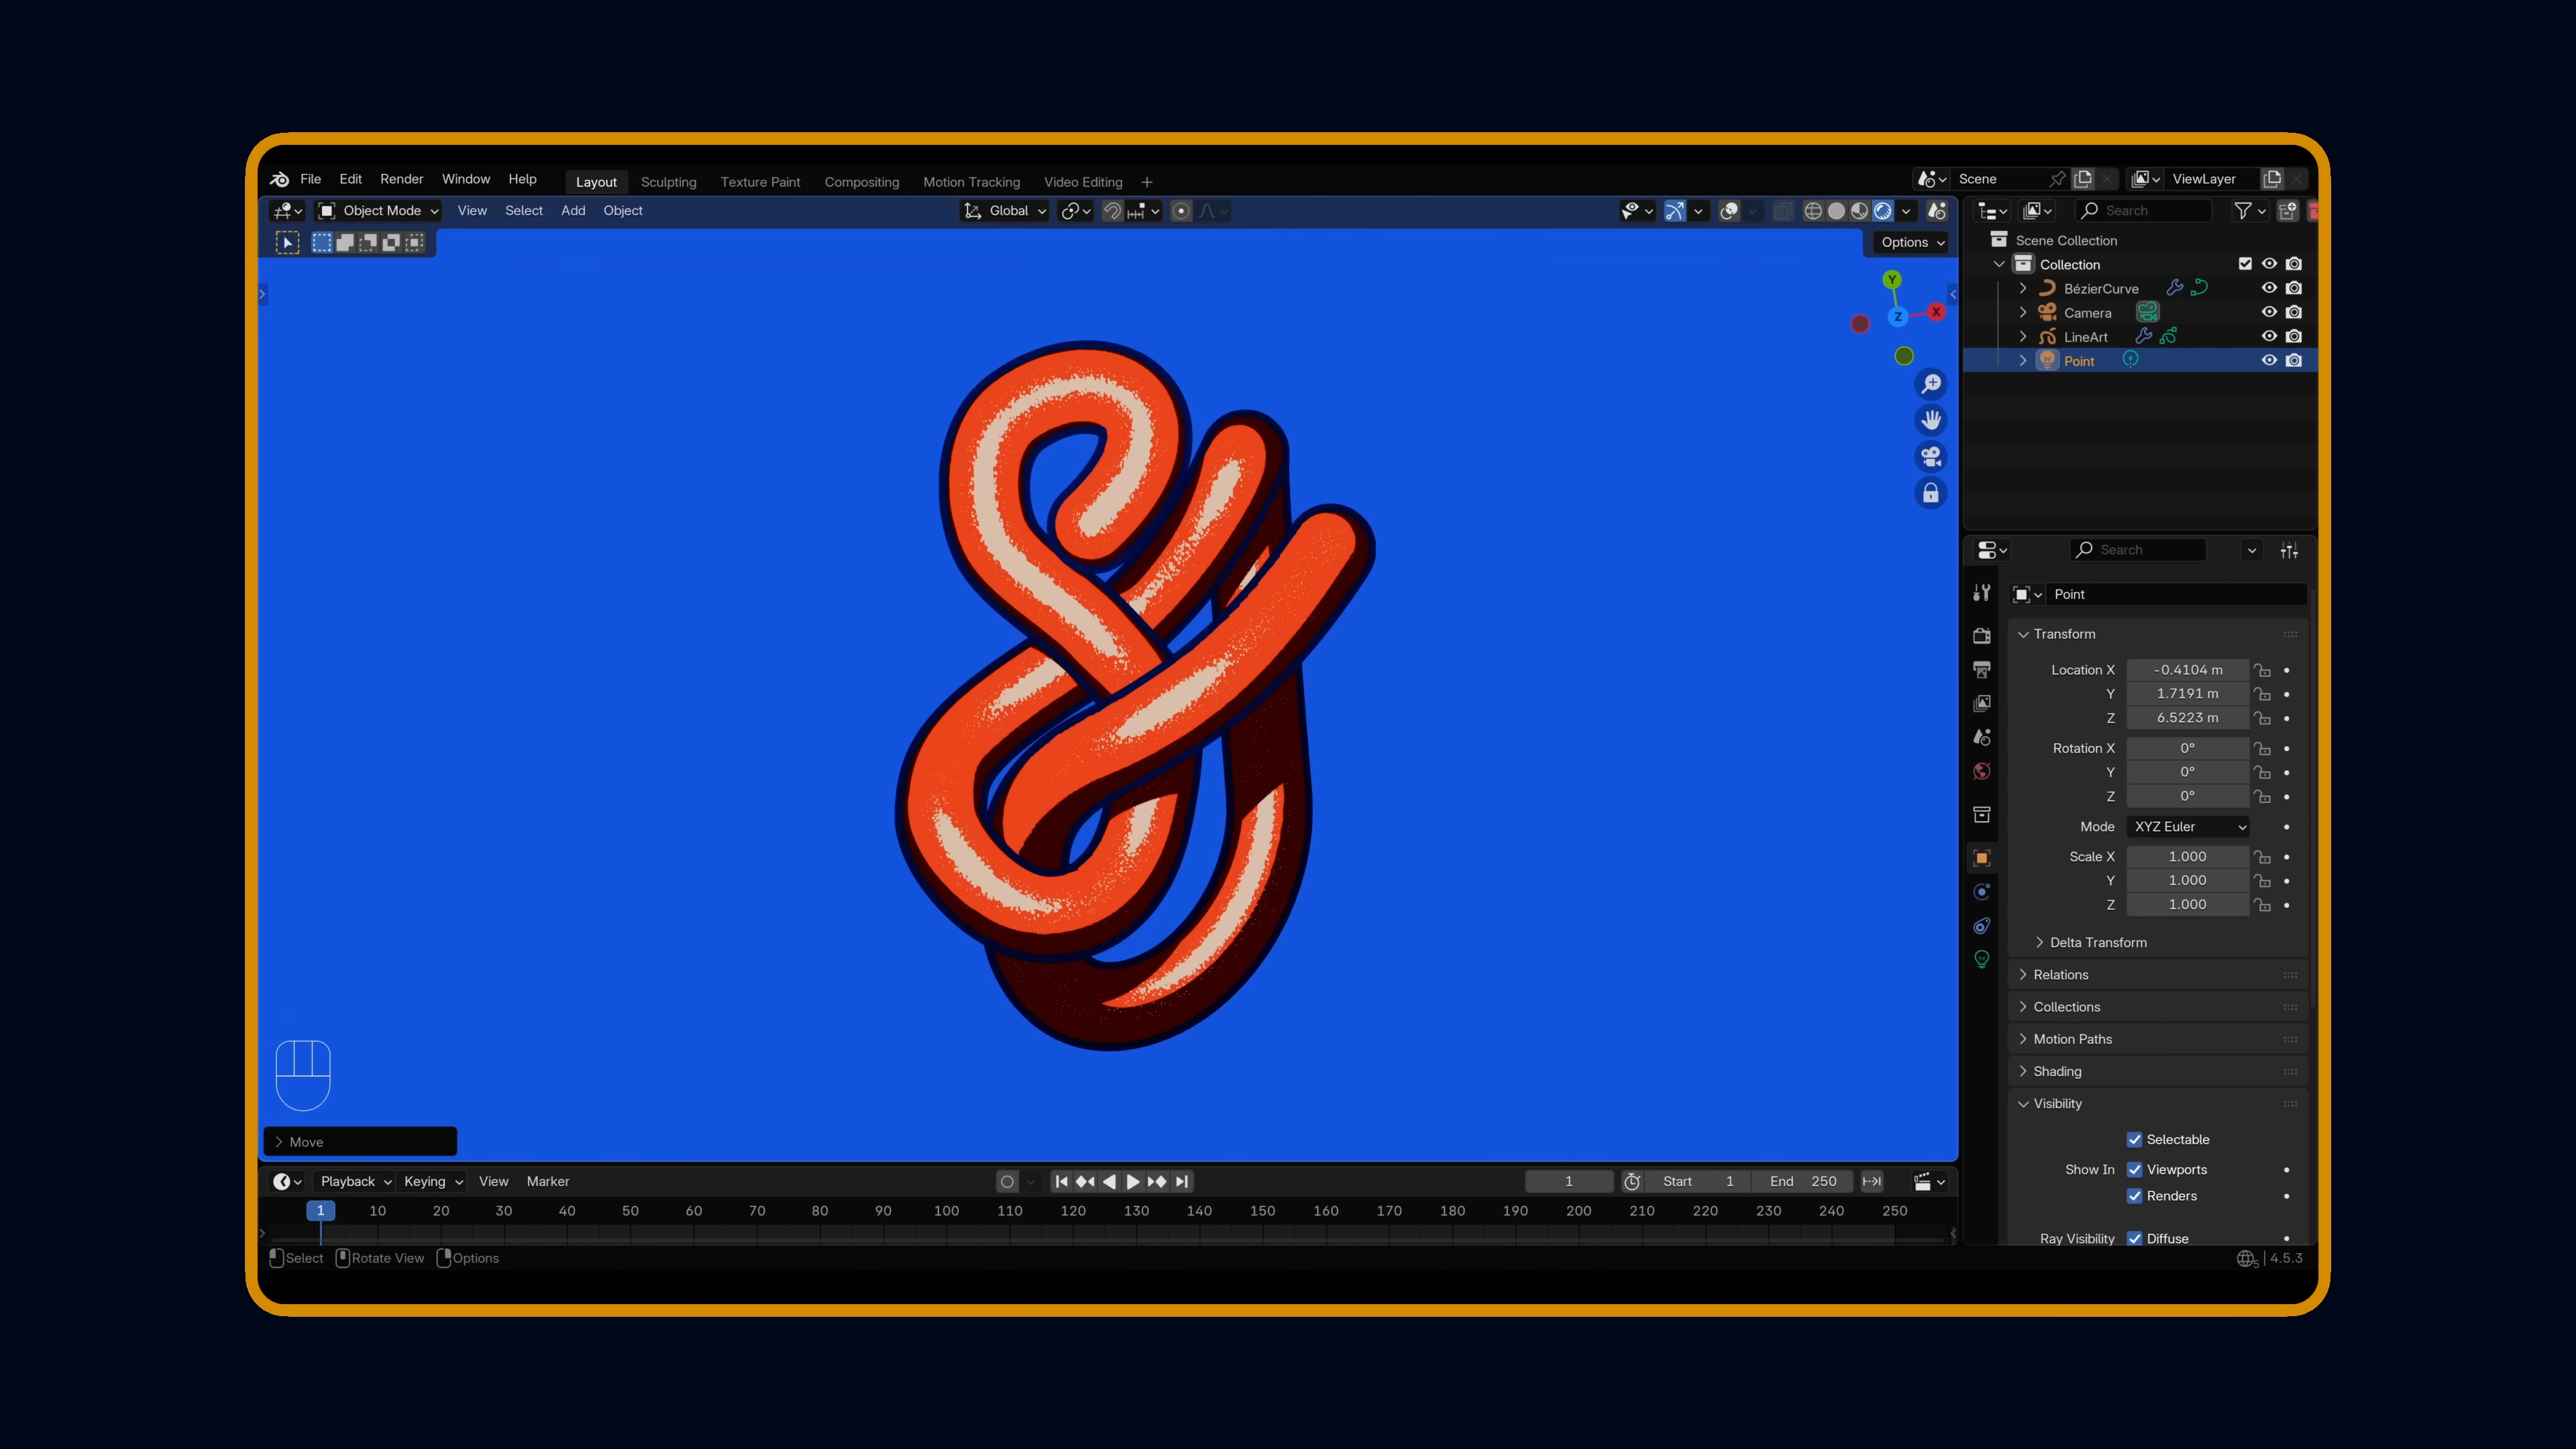 File Edit Render Window Help Layout Sculpting Texture Paint Compositing Motion Tracking Video Editing + Scene ViewLayer
Object Mode View Select Add Object Global Search
Options
Scene Collection
Collection
BézierCurve
Camera
LineArt
Point
Y
X
Z
Search
Point
Transform
Location X -0.4104 m
Y 1.7191 m
Z 6.5223 m
Rotation X 0°
Y 0°
Z 0°
Mode XYZ Euler
Scale X 1.000
Y 1.000
Z 1.000
Delta Transform
Relations
Collections
Motion Paths
Shading
Visibility
Selectable
Show In Viewports
Renders
Ray Visibility Diffuse
Move
Playback Keying View Marker 1 Start 1 End 250
1 10 20 30 40 50 60 70 80 90 100 110 120 130 140 150 160 170 180 190 200 210 220 230 240 250
Select Rotate View Options 5 | 4.5.3